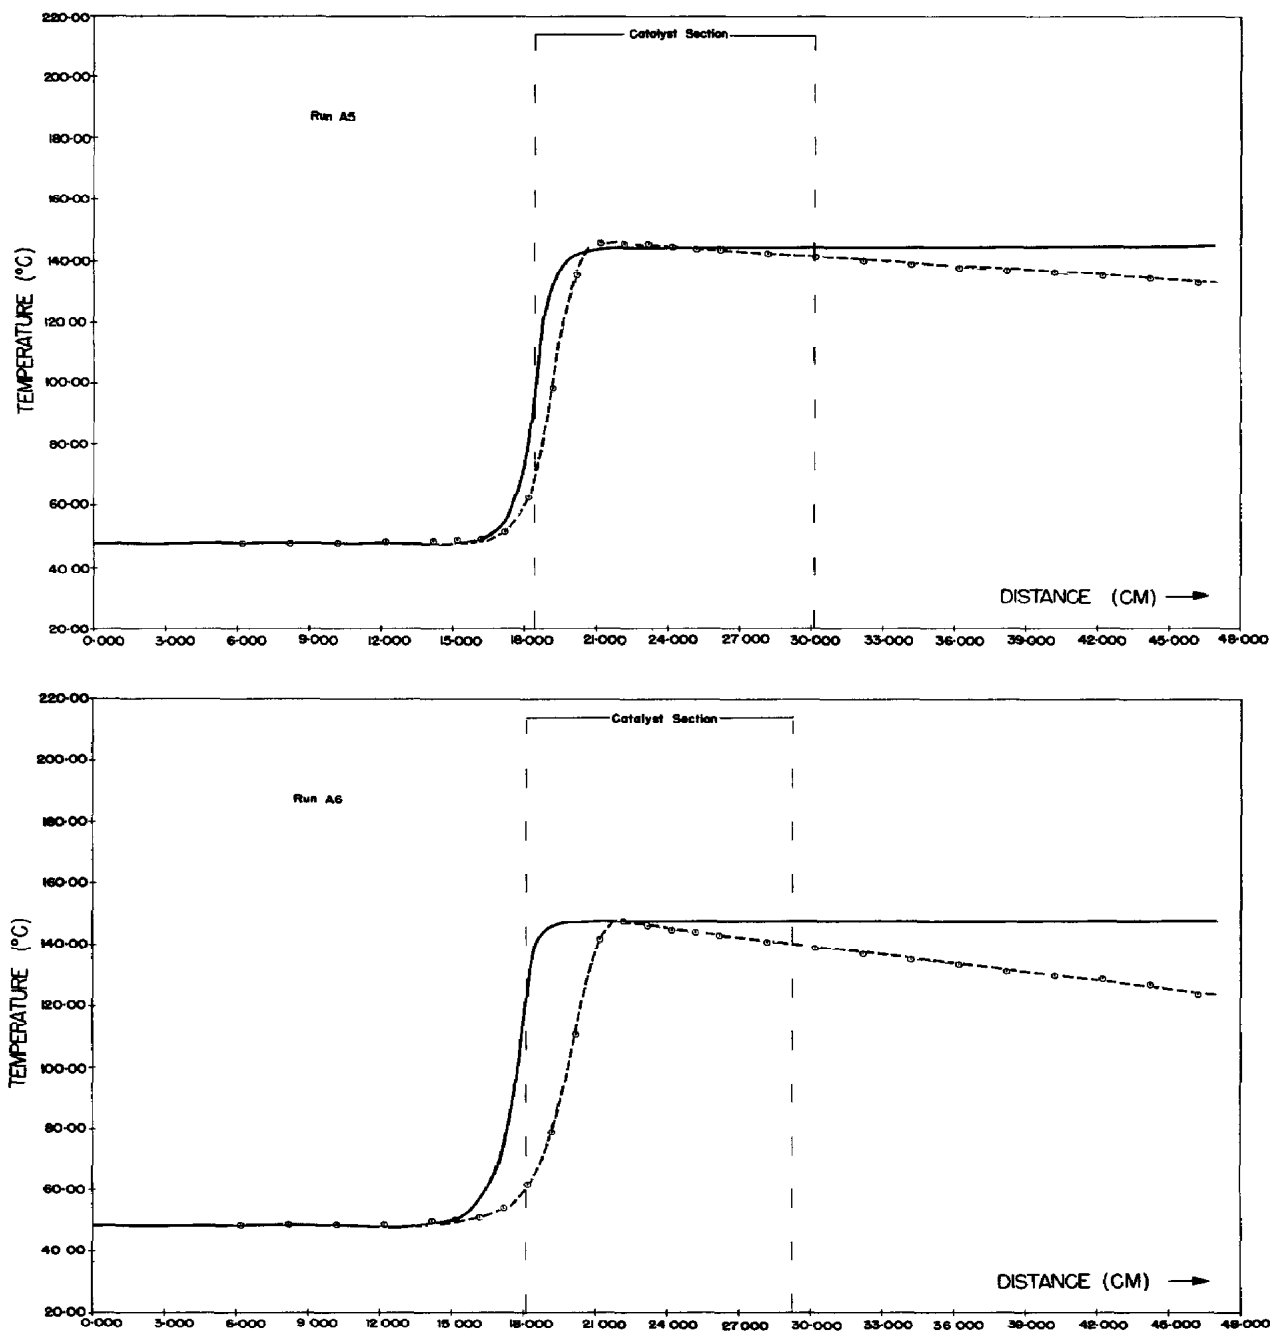 220·00
Catalyst Section
200·00
Run A5
180·00
160·00
140·00
120·00
100·00
80·00
60·00
40 00
20·00
TEMPERATURE (°C)
DISTANCE (CM)
0·000 3·000 6·000 9·000 12·000 15·000 18·000 21·000 24·000 27 000 30·000 33·000 36·000 39·000 42·000 45·000 48·000
220·00
Catalyst Section
200·00
Run A6
180·00
160·00
140·00
120·00
100·00
80·00
60·00
40 00
20·00
TEMPERATURE (°C)
DISTANCE (CM)
0·000 3·000 6·000 9·000 12·000 15·000 18·000 21·000 24 000 27 000 30·000 33·000 36·000 39·000 42·000 45·000 48·000